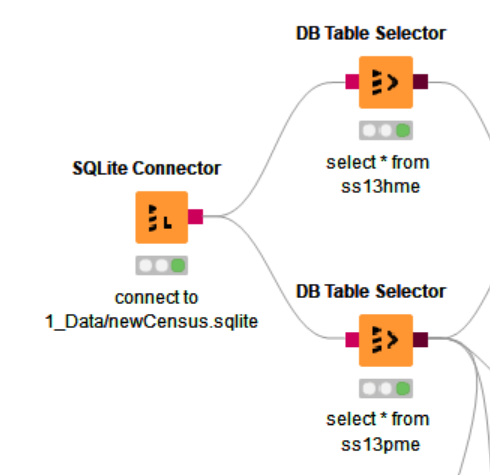 DB Table Selector
select * from
ss13hme
SQLite Connector
connect to
1_Data/newCensus.sqlite
DB Table Selector
select * from
ss13pme